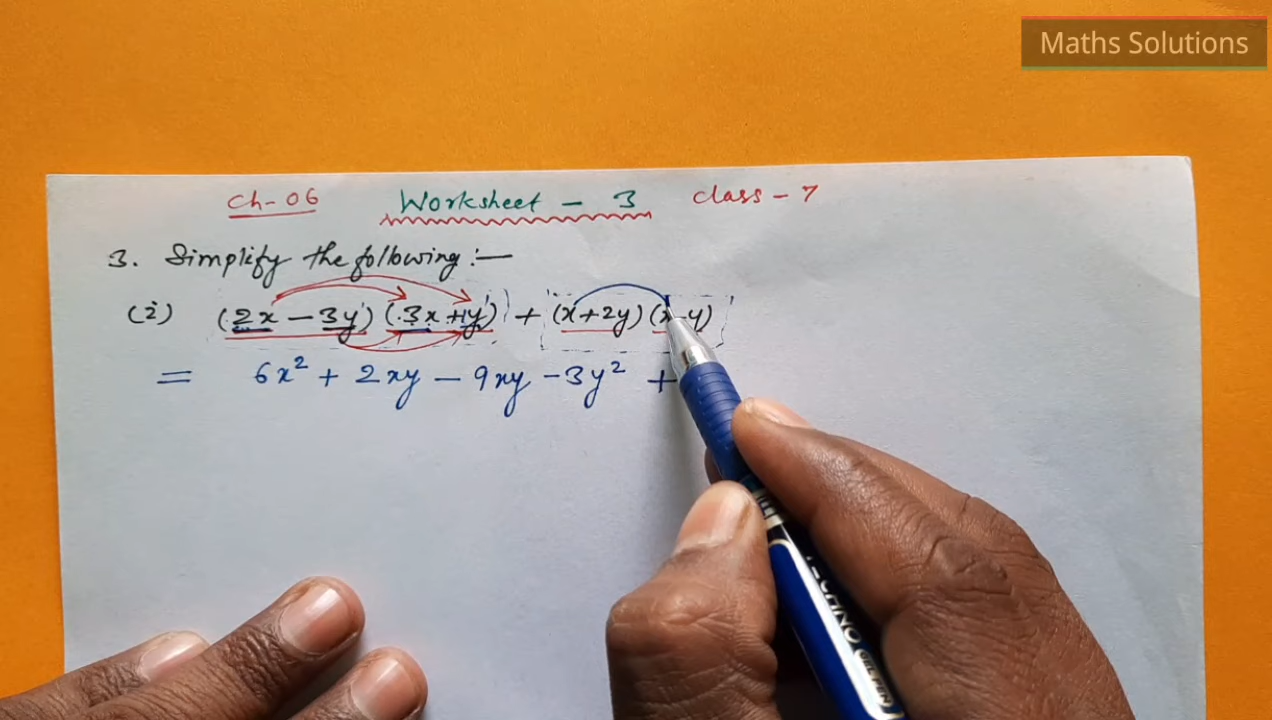 Maths Solutions
Ch-06 Worksheet - 3 Class - 7
3. Simplify the following :—
(i) (2x - 3y) (3x + 1y) + (x + 2y) (x - y)
= 6x² + 2xy - 9xy - 3y² +